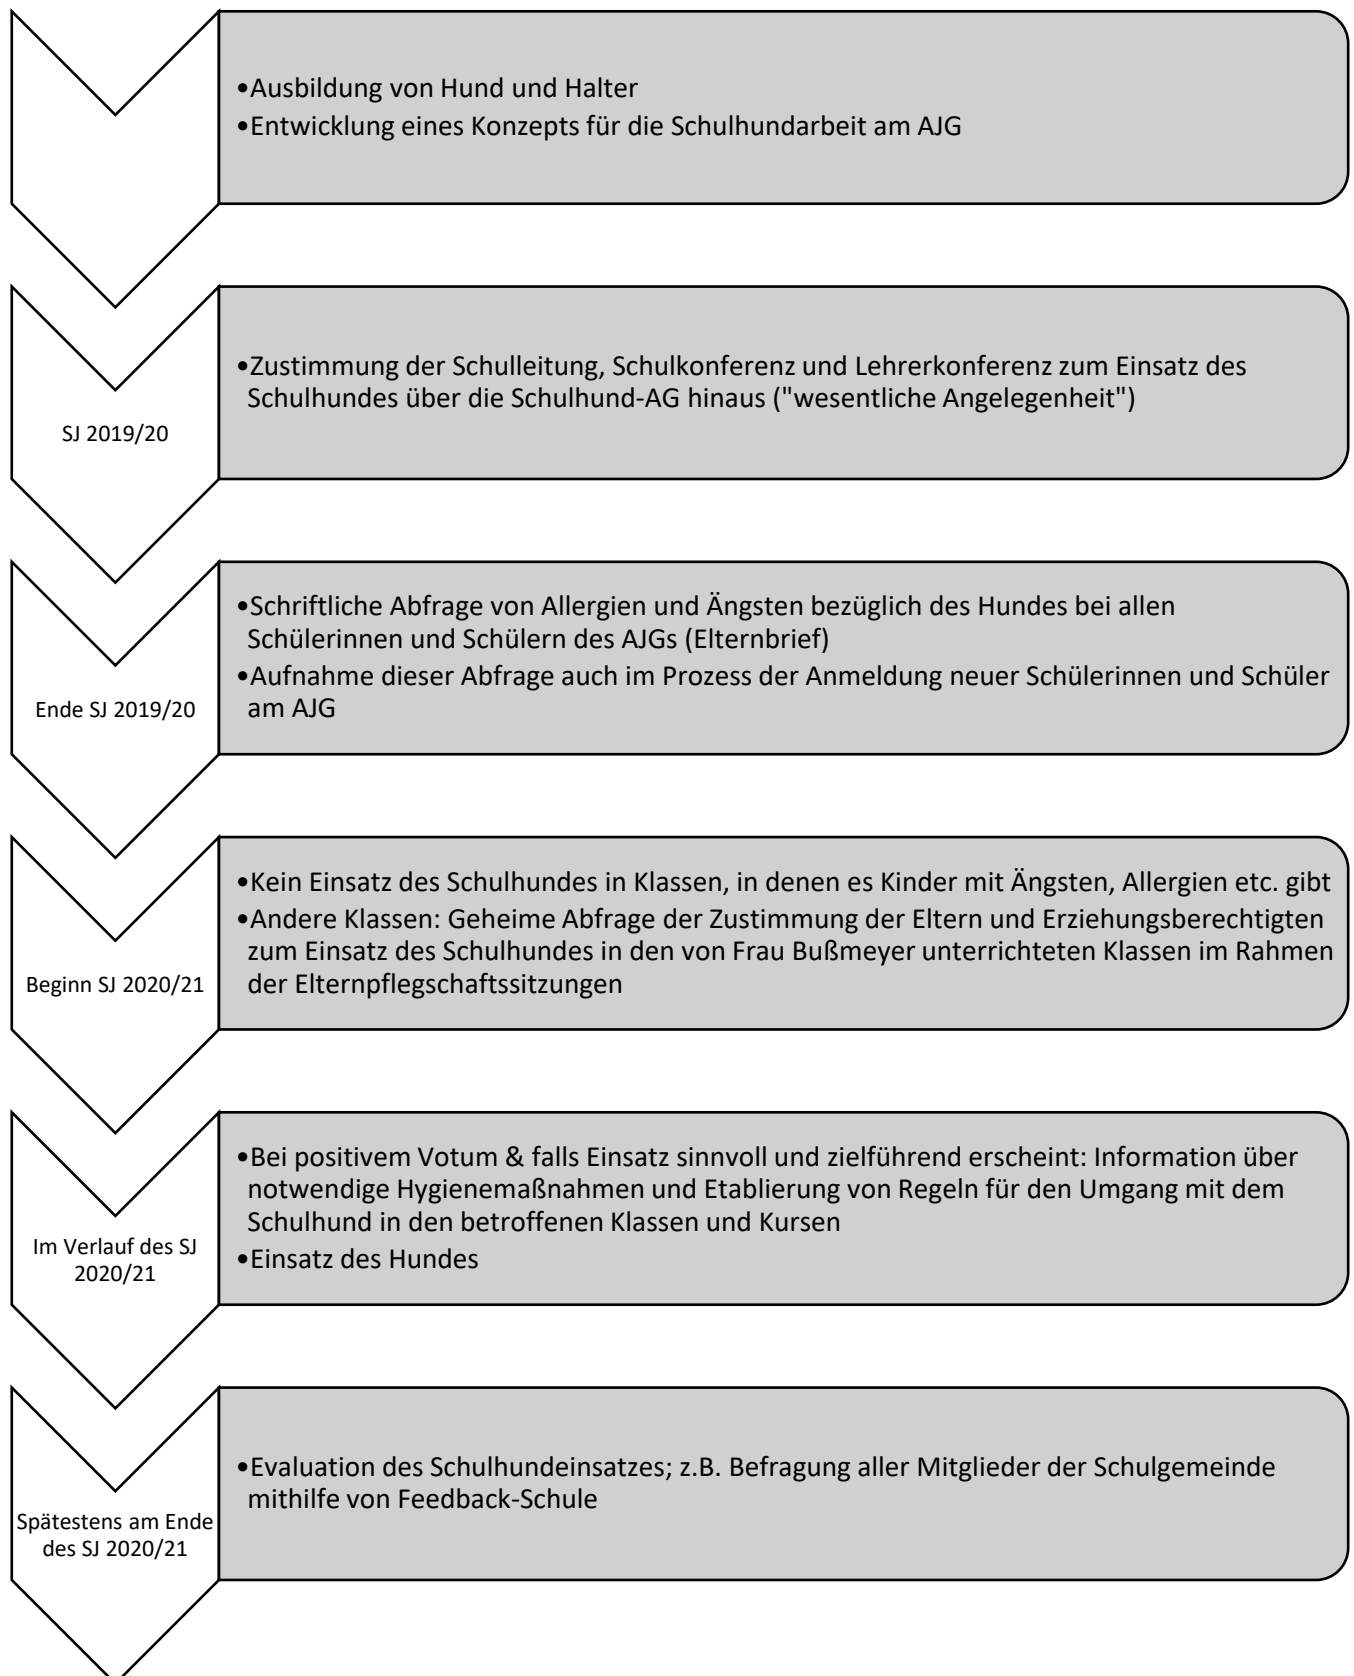 •Ausbildung von Hund und Halter
•Entwicklung eines Konzepts für die Schulhundarbeit am AJG
SJ 2019/20
•Zustimmung der Schulleitung, Schulkonferenz und Lehrerkonferenz zum Einsatz des
Schulhundes über die Schulhund-AG hinaus ("wesentliche Angelegenheit")
Ende SJ 2019/20
•Schriftliche Abfrage von Allergien und Ängsten bezüglich des Hundes bei allen
Schülerinnen und Schülern des AJGs (Elternbrief)
•Aufnahme dieser Abfrage auch im Prozess der Anmeldung neuer Schülerinnen und Schüler
am AJG
Beginn SJ 2020/21
•Kein Einsatz des Schulhundes in Klassen, in denen es Kinder mit Ängsten, Allergien etc. gibt
•Andere Klassen: Geheime Abfrage der Zustimmung der Eltern und Erziehungsberechtigten
zum Einsatz des Schulhundes in den von Frau Bußmeyer unterrichteten Klassen im Rahmen
der Elternpflegschaftssitzungen
Im Verlauf des SJ
2020/21
•Bei positivem Votum & falls Einsatz sinnvoll und zielführend erscheint: Information über
notwendige Hygienemaßnahmen und Etablierung von Regeln für den Umgang mit dem
Schulhund in den betroffenen Klassen und Kursen
•Einsatz des Hundes
Spätestens am Ende
des SJ 2020/21
•Evaluation des Schulhundeinsatzes; z.B. Befragung aller Mitglieder der Schulgemeinde
mithilfe von Feedback-Schule